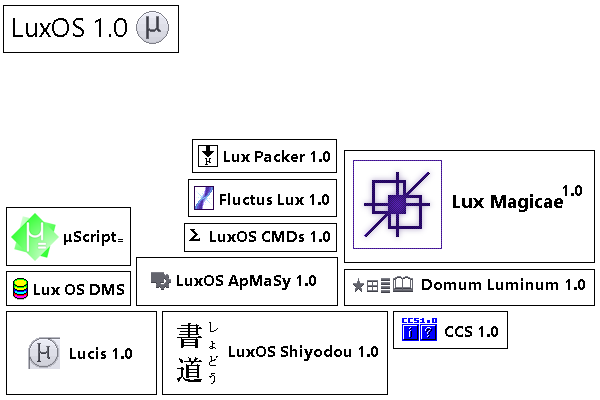 LuxOS 1.0 µ
µ Lux Packer 1.0
Fluctus Lux 1.0
Lux Magicae 1.0
µ= µScript=
Σ LuxOS CMDs 1.0
Lux OS DMS
LuxOS ApMaSy 1.0
Domum Luminum 1.0
µ Lucis 1.0
書道
しょどう
LuxOS Shiyodou 1.0
CCS1.0
! ?
CCS 1.0